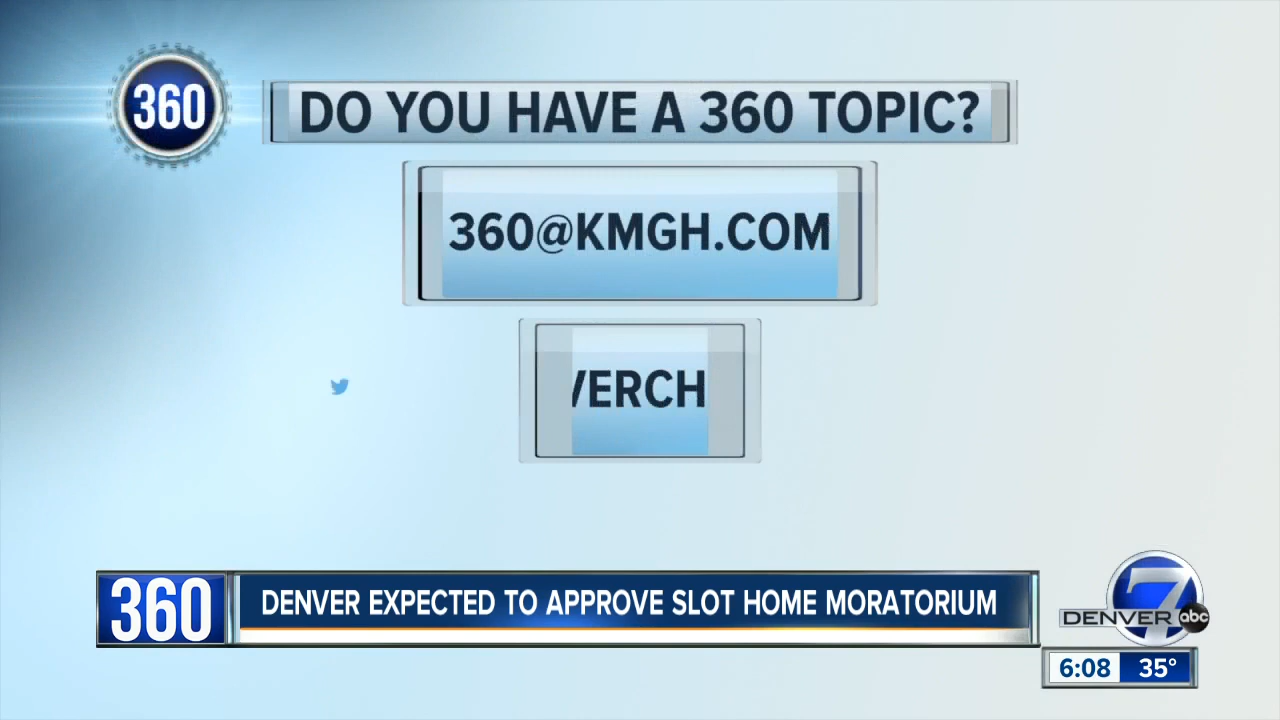 360
DO YOU HAVE A 360 TOPIC?
360@KMGH.COM
VERCH
360
DENVER EXPECTED TO APPROVE SLOT HOME MORATORIUM
7
DENVER abc
6:08 35°